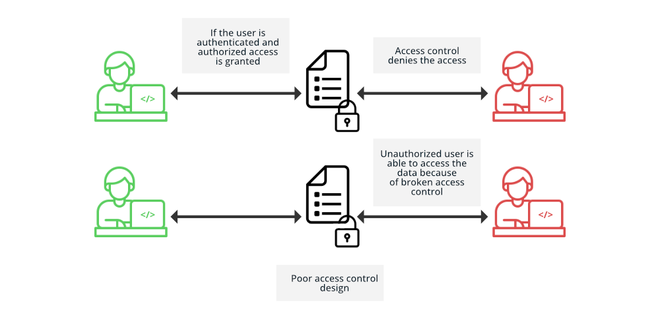 If the user is
authenticated and
authorized access
is granted
Access control
denies the access
</>
</>
Unauthorized user is
able to access the
data because
of broken access
control
</>
</>
Poor access control
design